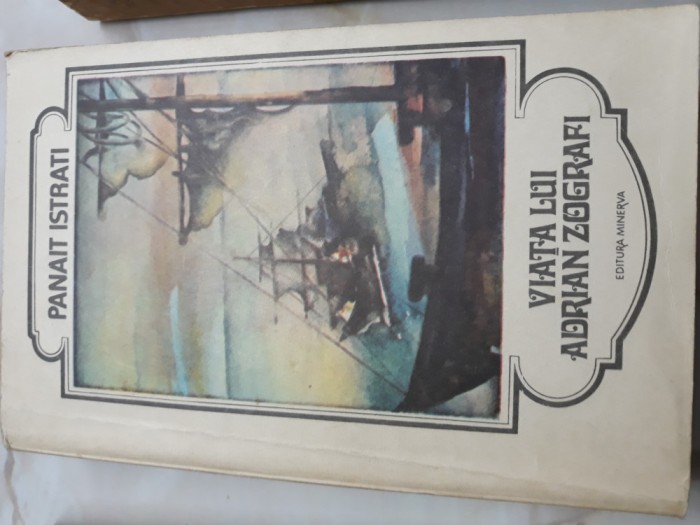 PANAIT ISTRATI
VIAȚA LUI
ADRIAN ZOGRAFI
EDITURA MINERVA